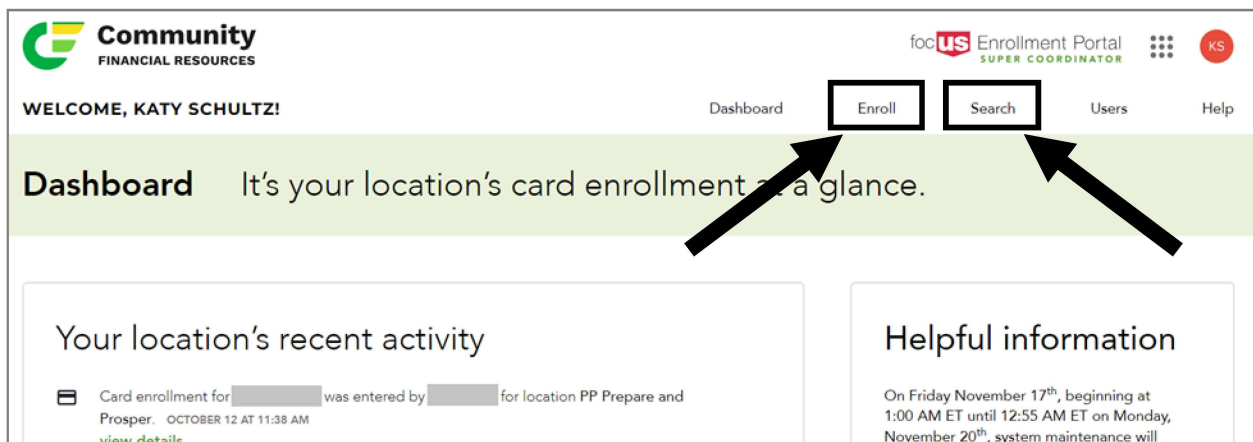 Community
FINANCIAL RESOURCES
focus Enrollment Portal
SUPER COORDINATOR
KS
WELCOME, KATY SCHULTZ!
Dashboard Enroll Search Users Help
Dashboard It's your location's card enrollment at a glance.
Your location's recent activity
Card enrollment for was entered by for location PP Prepare and
Prosper. OCTOBER 12 AT 11:38 AM
view details
Helpful information
On Friday November 17th, beginning at
1:00 AM ET until 12:55 AM ET on Monday,
November 20th, system maintenance will